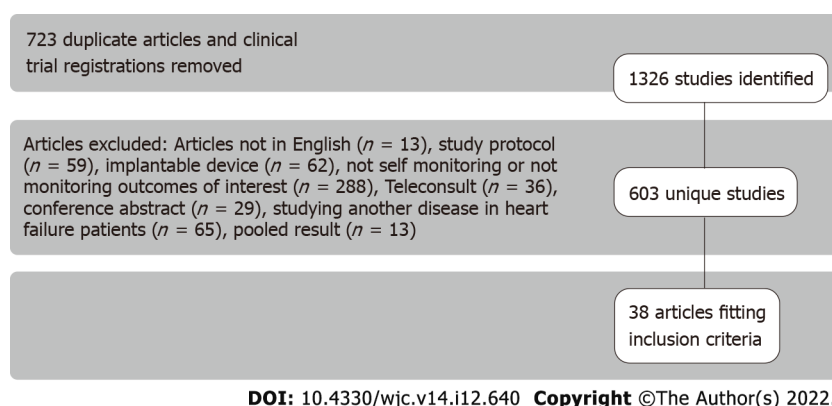 723 duplicate articles and clinical
trial registrations removed
1326 studies identified
Articles excluded: Articles not in English (n = 13), study protocol
(n = 59), implantable device (n = 62), not self monitoring or not
monitoring outcomes of interest (n = 288), Teleconsult (n = 36),
conference abstract (n = 29), studying another disease in heart
failure patients (n = 65), pooled result (n = 13)
603 unique studies
38 articles fitting
inclusion criteria
DOI: 10.4330/wjc.v14.i12.640 Copyright ©The Author(s) 2022.